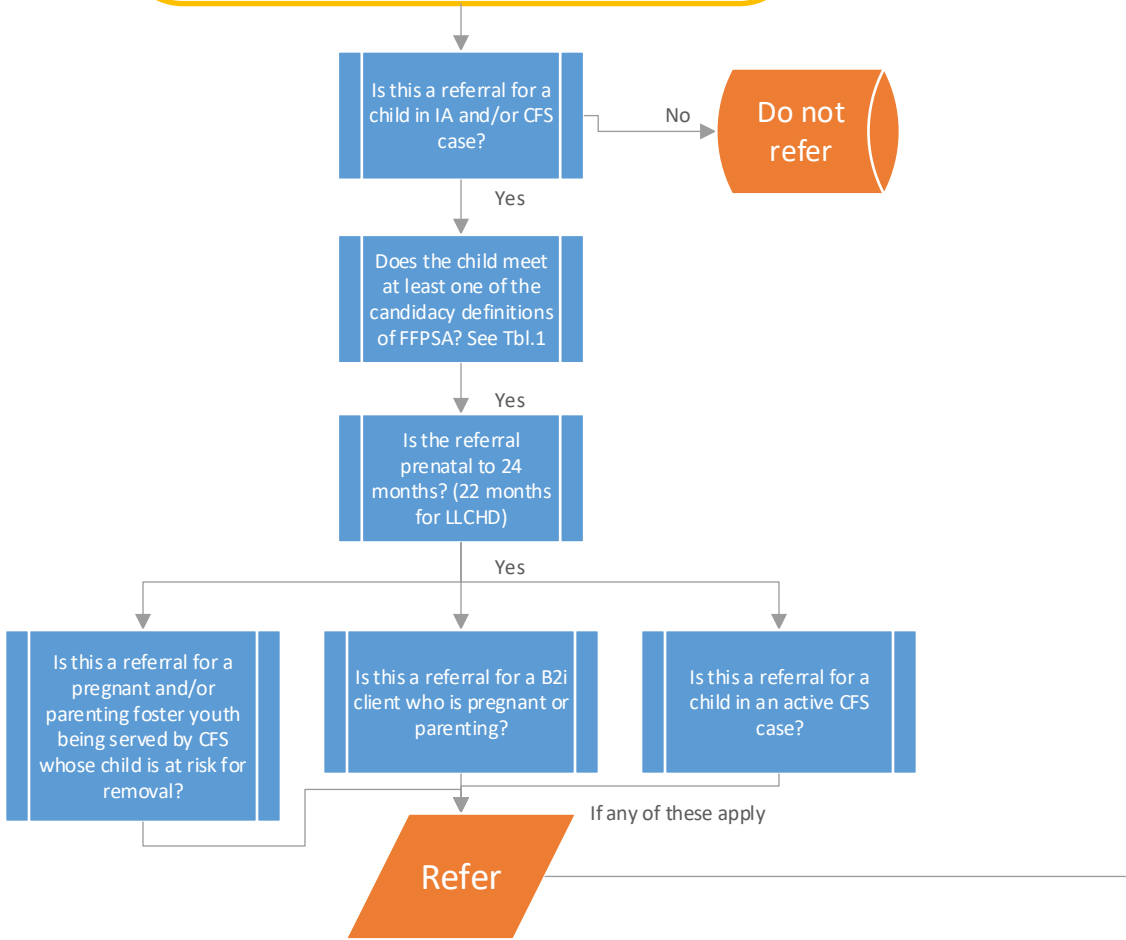 Is this a referral for a
child in IA and/or CFS
case?
No
Do not
refer
Yes
Does the child meet
at least one of the
candidacy definitions
of FFPSA? See Tbl.1
Yes
Is the referral
prenatal to 24
months? (22 months
for LLCHD)
Yes
Is this a referral for a
pregnant and/or
parenting foster youth
being served by CFS
whose child is at risk for
removal?
Is this a referral for a B2i
client who is pregnant or
parenting?
Is this a referral for a
child in an active CFS
case?
If any of these apply
Refer